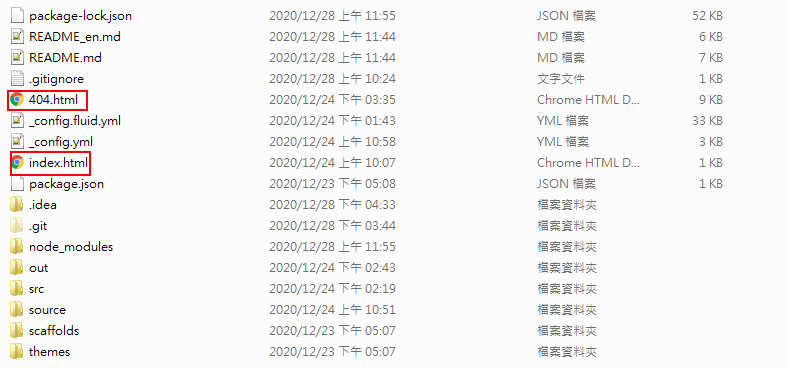 package-lock.json 2020/12/28 上午 11:55 JSON 檔案 52 KB
README_en.md 2020/12/28 上午 11:44 MD 檔案 6 KB
README.md 2020/12/28 上午 11:44 MD 檔案 7 KB
.gitignore 2020/12/28 上午 10:24 文字文件 1 KB
404.html 2020/12/24 下午 03:35 Chrome HTML D... 9 KB
_config.fluid.yml 2020/12/24 下午 01:43 YML 檔案 33 KB
_config.yml 2020/12/24 上午 10:58 YML 檔案 3 KB
index.html 2020/12/24 上午 10:07 Chrome HTML D... 1 KB
package.json 2020/12/23 下午 05:08 JSON 檔案 1 KB
.idea 2020/12/28 下午 04:33 檔案資料夾
.git 2020/12/28 下午 03:44 檔案資料夾
node_modules 2020/12/28 上午 11:55 檔案資料夾
out 2020/12/24 下午 02:43 檔案資料夾
src 2020/12/24 下午 02:19 檔案資料夾
source 2020/12/24 上午 10:51 檔案資料夾
scaffolds 2020/12/23 下午 05:07 檔案資料夾
themes 2020/12/23 下午 05:07 檔案資料夾